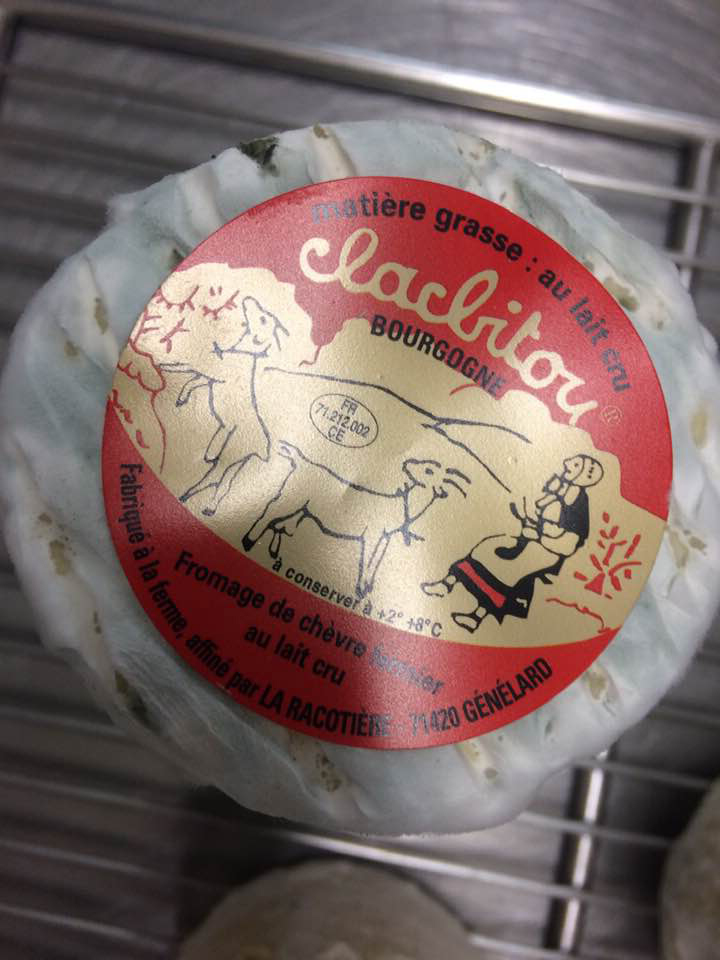 matière grasse : au lait cru
clacbitou®
BOURGOGNE
FR
71.212.002
CE
à conserver à +2° +8°C
Fromage de chèvre fermier
au lait cru
Fabriqué à la ferme, affiné par LA RACOTIÈRE - 71420 GÉNÉLARD